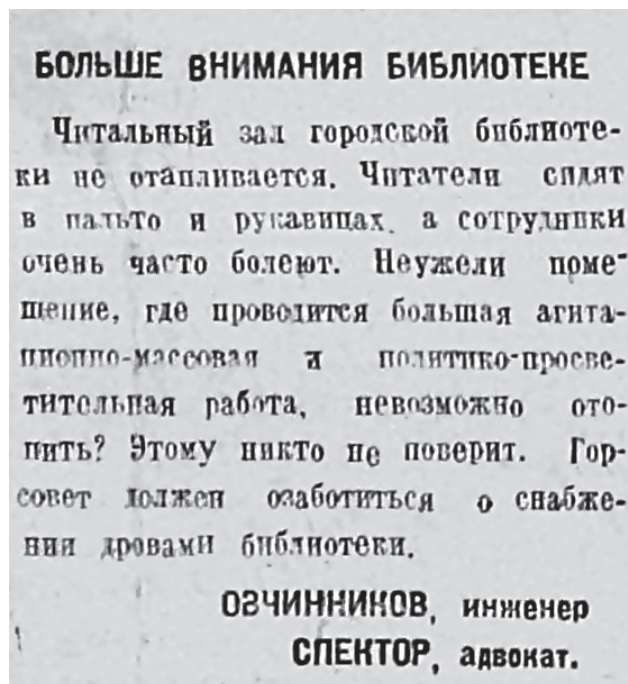 БОЛЬШЕ ВНИМАНИЯ БИБЛИОТЕКЕ
Читальный зал городской библиоте-
ки не отапливается. Читатели сидят
в пальто и рукавицах, а сотрудники
очень часто болеют. Неужели поме-
щение, где проводится большая агита-
ционно-массовая и политико-просве-
тительная работа, невозможно ото-
пить? Этому никто не поверит. Гор-
совет должен озаботиться о снабже-
нии дровами библиотеки.
ОВЧИННИКОВ, инженер
СПЕКТОР, адвокат.